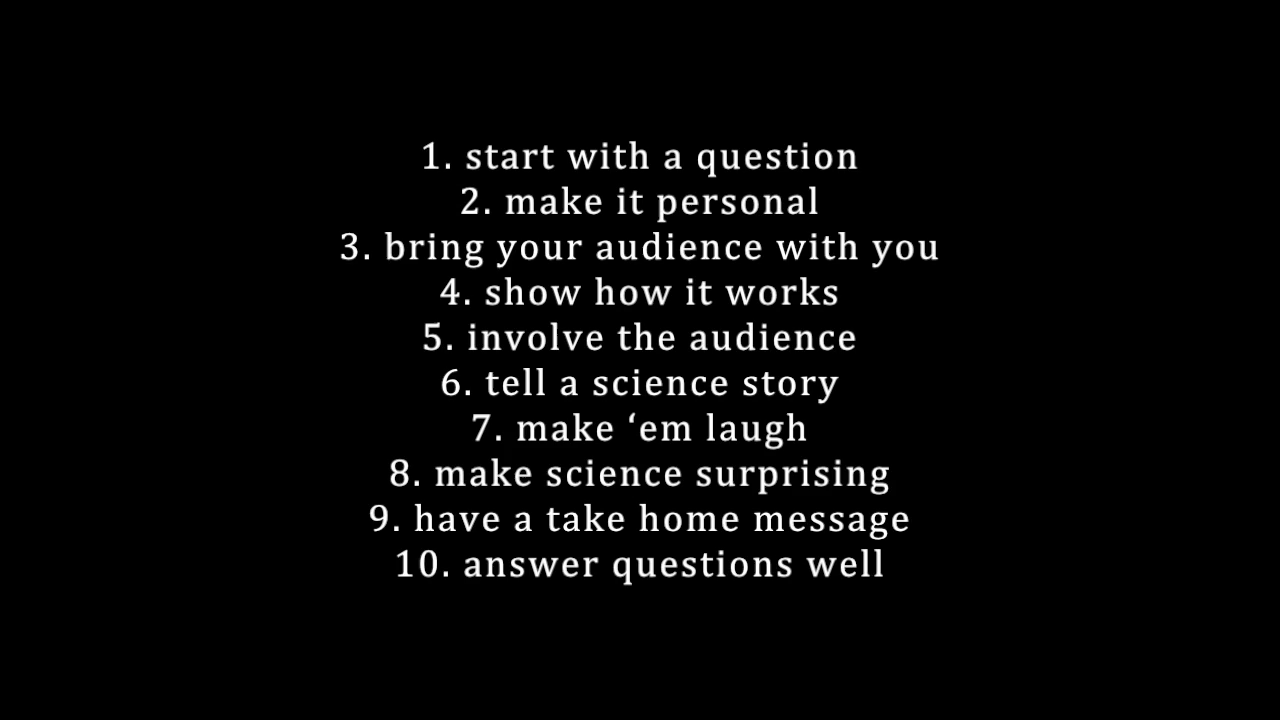 1. start with a question
2. make it personal
3. bring your audience with you
4. show how it works
5. involve the audience
6. tell a science story
7. make ‘em laugh
8. make science surprising
9. have a take home message
10. answer questions well